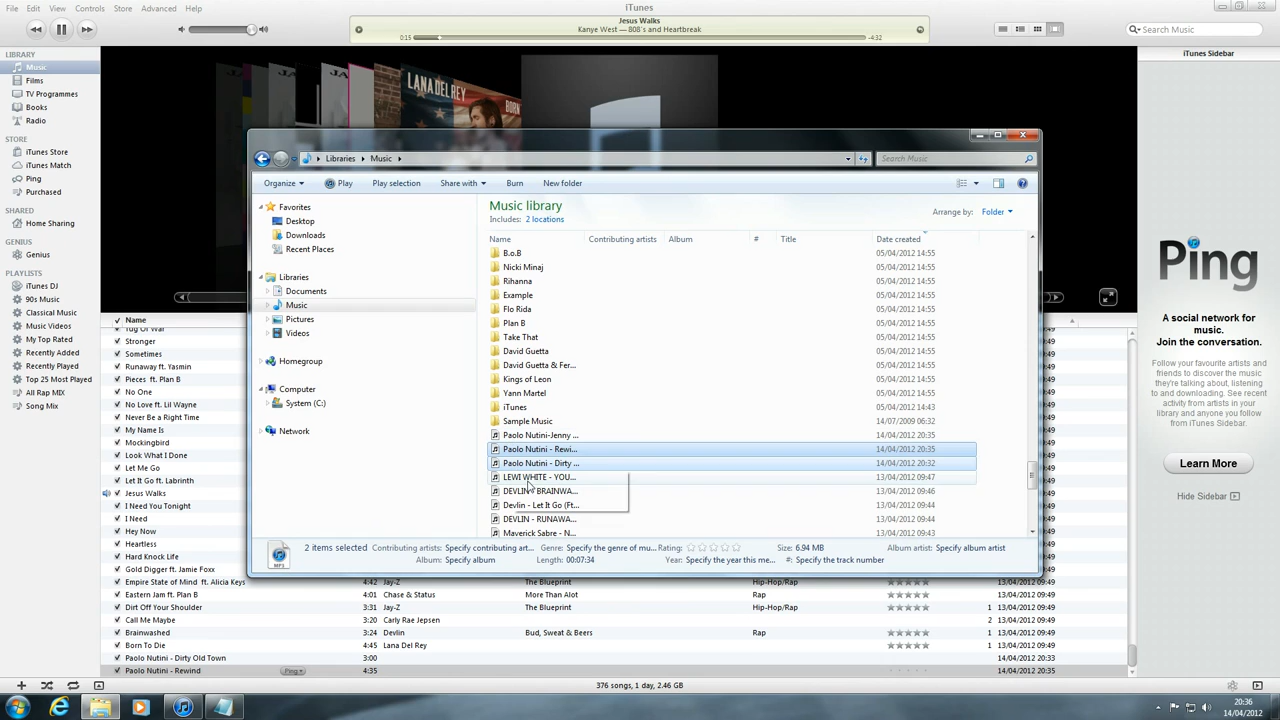 File Edit View Controls Store Advanced Help
iTunes
Jesus Walks
Kanye West — 808's and Heartbreak
0:15
-4:32
Search Music
LIBRARY
Music
Films
TV Programmes
Books
Radio
STORE
iTunes Store
iTunes Match
Ping
Purchased
SHARED
Home Sharing
GENIUS
Genius
PLAYLISTS
iTunes DJ
90s Music
Classical Music
Music Videos
My Top Rated
Recently Added
Recently Played
Top 25 Most Played
All Rap MIX
Song Mix
LANA DEL REY
BORN
Libraries Music
Search Music
Organize Play Play selection Share with Burn New folder
Favorites
Desktop
Downloads
Recent Places
Libraries
Documents
Music
Pictures
Videos
Homegroup
Computer
System (C:)
Network
Music library
Includes: 2 locations
Arrange by: Folder
Name Contributing artists Album # Title Date created
B.o.B 05/04/2012 14:55
Nicki Minaj 05/04/2012 14:55
Rihanna 05/04/2012 14:55
Example 05/04/2012 14:55
Flo Rida 05/04/2012 14:55
Plan B 05/04/2012 14:55
Take That 05/04/2012 14:55
David Guetta 05/04/2012 14:55
David Guetta & Fer... 05/04/2012 14:55
Kings of Leon 05/04/2012 14:55
Yann Martel 05/04/2012 14:55
iTunes 05/04/2012 14:43
Sample Music 14/07/2009 06:32
Paolo Nutini-Jenny ... 14/04/2012 20:35
Paolo Nutini - Rewi... 14/04/2012 20:35
Paolo Nutini - Dirty ... 14/04/2012 20:32
LEWI WHITE - YOU... 13/04/2012 09:47
DEVLIN - BRAINWA... 13/04/2012 09:46
Devlin - Let It Go (Ft... 13/04/2012 09:44
DEVLIN - RUNAWA... 13/04/2012 09:44
Maverick Sabre - N... 13/04/2012 09:43
2 items selected Contributing artists: Specify contributing art... Genre: Specify the genre of mu... Rating: Size: 6.94 MB Album artist: Specify album artist
Album: Specify album Length: 00:07:34 Year: Specify the year this me... #: Specify the track number
MP3
Name
Tug Of War
Stronger
Sometimes
Runaway ft. Yasmin
Pieces ft. Plan B
No One
No Love ft. Lil Wayne
Never Be a Right Time
My Name Is
Mockingbird
Look What I Done
Let Me Go
Let It Go ft. Labrinth
Jesus Walks
I Need You Tonight
I Need
Hey Now
Heartless
Hard Knock Life
Gold Digger ft. Jamie Foxx
Empire State of Mind ft. Alicia Keys 4:42 Jay-Z The Blueprint Hip-Hop/Rap 13/04/2012 09:49
Eastern Jam ft. Plan B 4:01 Chase & Status More Than Alot Rap 13/04/2012 09:49
Dirt Off Your Shoulder 3:31 Jay-Z The Blueprint Hip-Hop/Rap 1 13/04/2012 09:49
Call Me Maybe 3:20 Carly Rae Jepsen 2 13/04/2012 09:49
Brainwashed 3:24 Devlin Bud, Sweat & Beers Rap 1 13/04/2012 09:49
Born To Die 4:45 Lana Del Rey 1 13/04/2012 09:49
Paolo Nutini - Dirty Old Town 3:00 14/04/2012 20:33
Paolo Nutini - Rewind Ping 4:35 14/04/2012 20:35
376 songs, 1 day, 2.46 GB
iTunes Sidebar
Ping
A social network for
music.
Join the conversation.
Follow your favourite artists
and friends to discover the music
they're talking about, listening
to and downloading. See recent
activity from artists in your
library and anyone you follow
from iTunes Sidebar.
Learn More
Hide Sidebar
20:36
14/04/2012